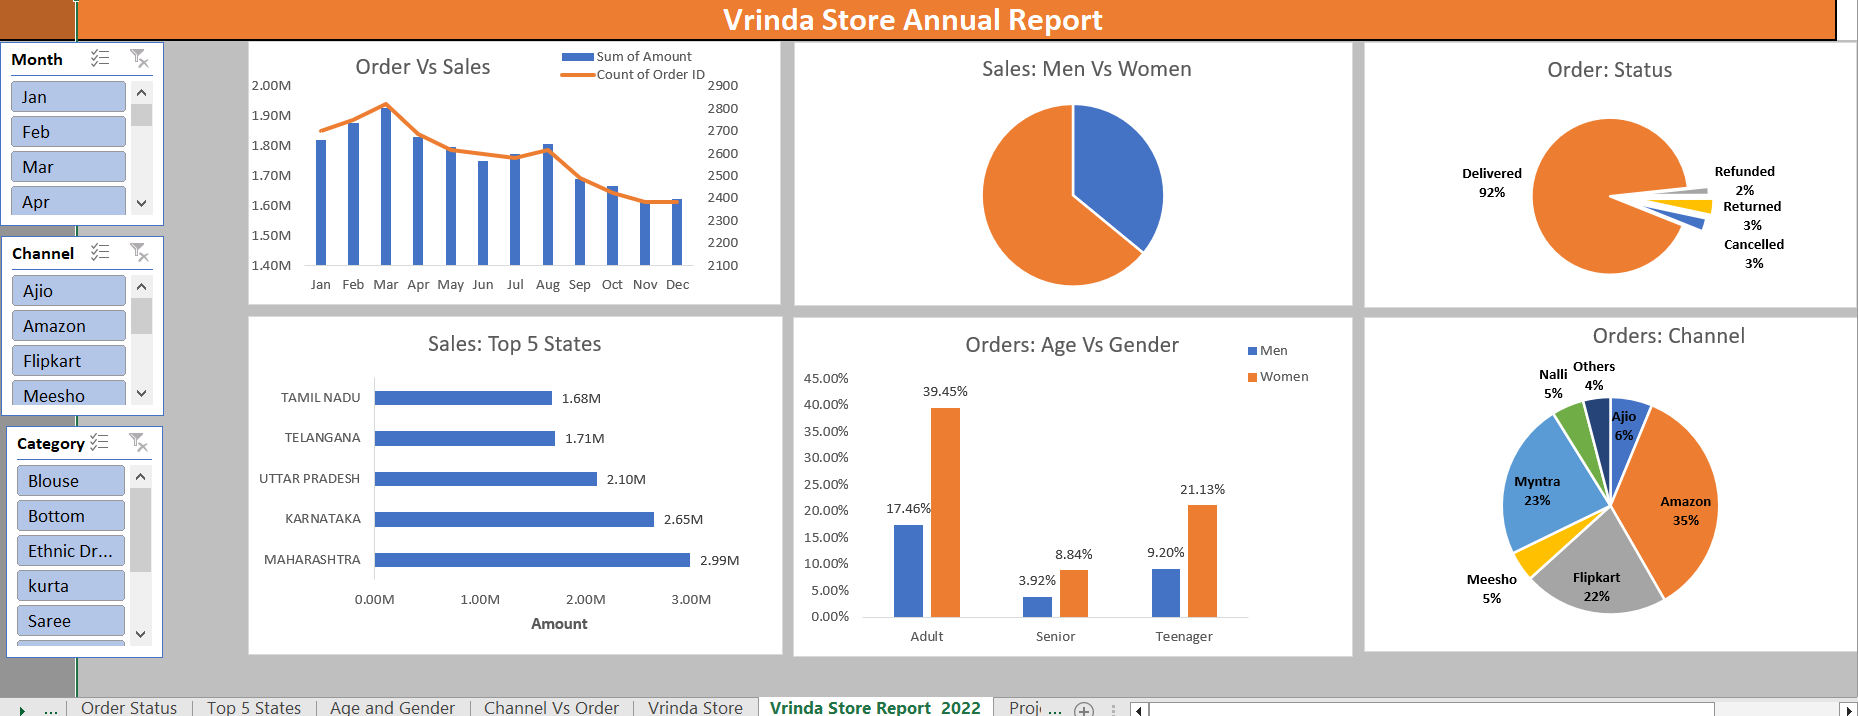 Vrinda Store Annual Report
Month
Jan
Feb
Mar
Apr
Channel
Ajio
Amazon
Flipkart
Meesho
Category
Blouse
Bottom
Ethnic Dr...
kurta
Saree
Order Vs Sales
Sum of Amount
Count of Order ID
2.00M
1.90M
1.80M
1.70M
1.60M
1.50M
1.40M
2900
2800
2700
2600
2500
2400
2300
2200
2100
Jan Feb Mar Apr May Jun Jul Aug Sep Oct Nov Dec
Sales: Men Vs Women
Order: Status
Delivered
92%
Refunded
2%
Returned
3%
Cancelled
3%
Sales: Top 5 States
TAMIL NADU 1.68M
TELANGANA 1.71M
UTTAR PRADESH 2.10M
KARNATAKA 2.65M
MAHARASHTRA 2.99M
0.00M 1.00M 2.00M 3.00M
Amount
Orders: Age Vs Gender
Men
Women
45.00%
40.00%
35.00%
30.00%
25.00%
20.00%
15.00%
10.00%
5.00%
0.00%
17.46%
39.45%
3.92%
8.84%
9.20%
21.13%
Adult Senior Teenager
Orders: Channel
Others
4%
Nalli
5%
Ajio
6%
Myntra
23%
Amazon
35%
Meesho
5%
Flipkart
22%
... Order Status Top 5 States Age and Gender Channel Vs Order Vrinda Store Vrinda Store Report 2022 Proj ...